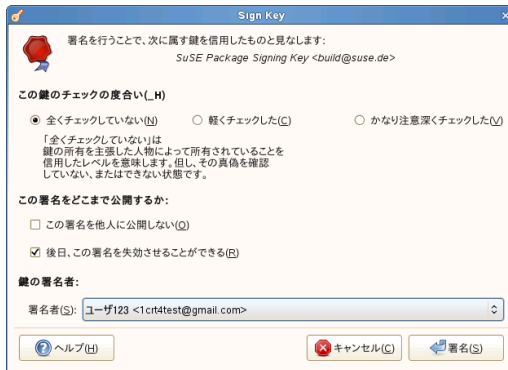 Sign Key
署名を行うことで、次に属す鍵を信用したものと見なします:
SuSE Package Signing Key <build@suse.de>
この鍵のチェックの度合い(_H)
全くチェックしていない(N) 軽くチェックした(C) かなり注意深くチェックした(V)
「全くチェックしていない」は
鍵の所有を主張した人物によって所有されていることを
信用したレベルを意味します。但し、その真偽を確認
していない、またはできない状態です。
この署名をどこまで公開するか:
この署名を他人に公開しない(O)
後日、この署名を失効させることができる(R)
鍵の署名者:
署名者(S): ユーザ123 <1crt4test@gmail.com>
ヘルプ(H) キャンセル(C) 署名(S)